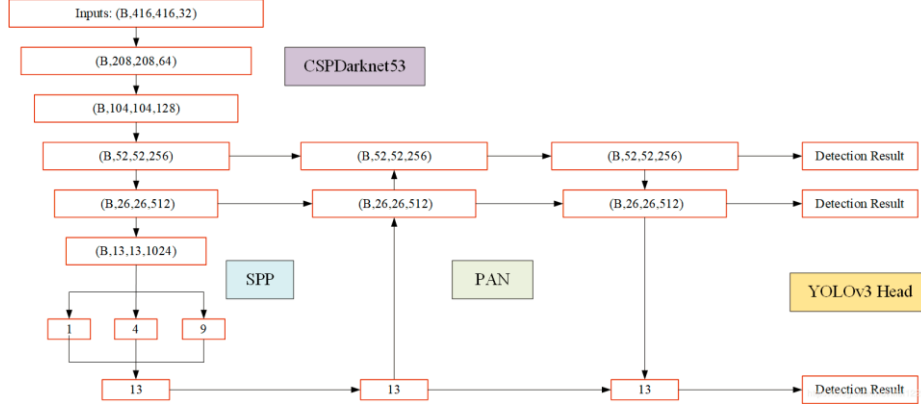 Inputs: (B,416,416,32)
(B,208,208,64)
CSPDarknet53
(B,104,104,128)
(B,52,52,256)
(B,52,52,256)
(B,52,52,256)
Detection Result
(B,26,26,512)
(B,26,26,512)
(B,26,26,512)
Detection Result
(B,13,13,1024)
SPP
PAN
YOLOv3 Head
1
4
9
13
13
13
Detection Result